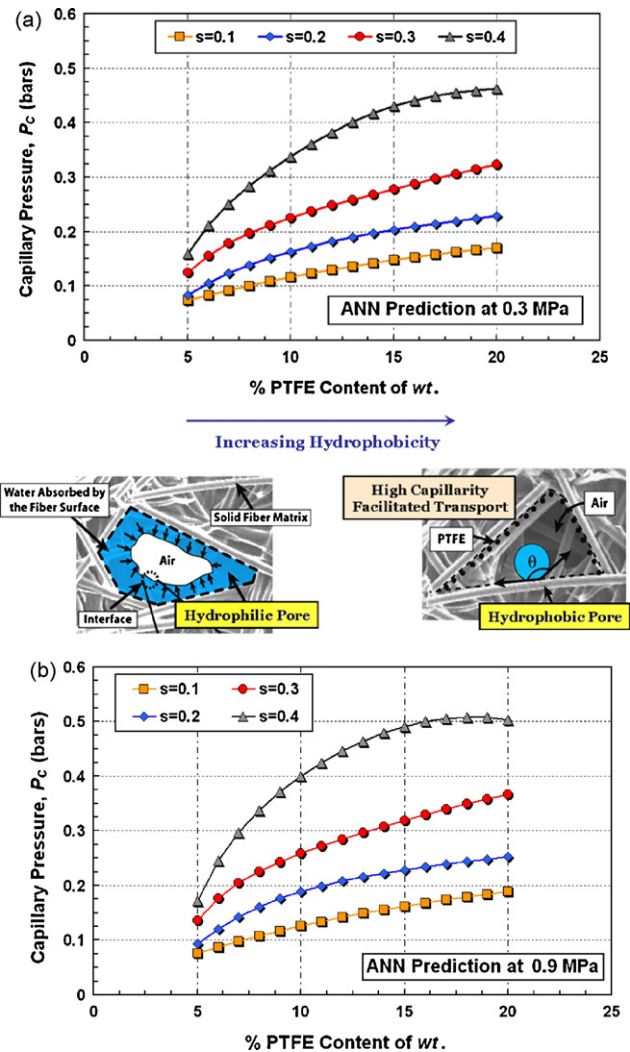 (a)
0.6
s=0.1 s=0.2 s=0.3 s=0.4
0.5
0.4
0.3
0.2
0.1
0
Capillary Pressure, Pc (bars)
ANN Prediction at 0.3 MPa
0 5 10 15 20 25
% PTFE Content of wt.
Increasing Hydrophobicity
Water Absorbed by
the Fiber Surface
Solid Fiber Matrix
Air
Interface
Hydrophilic Pore
High Capillarity
Facilitated Transport
Air
PTFE
θ
Hydrophobic Pore
(b)
0.6
s=0.1 s=0.3
s=0.2 s=0.4
0.5
0.4
0.3
0.2
0.1
0.0
Capillary Pressure, Pc (bars)
ANN Prediction at 0.9 MPa
0 5 10 15 20 25
% PTFE Content of wt.